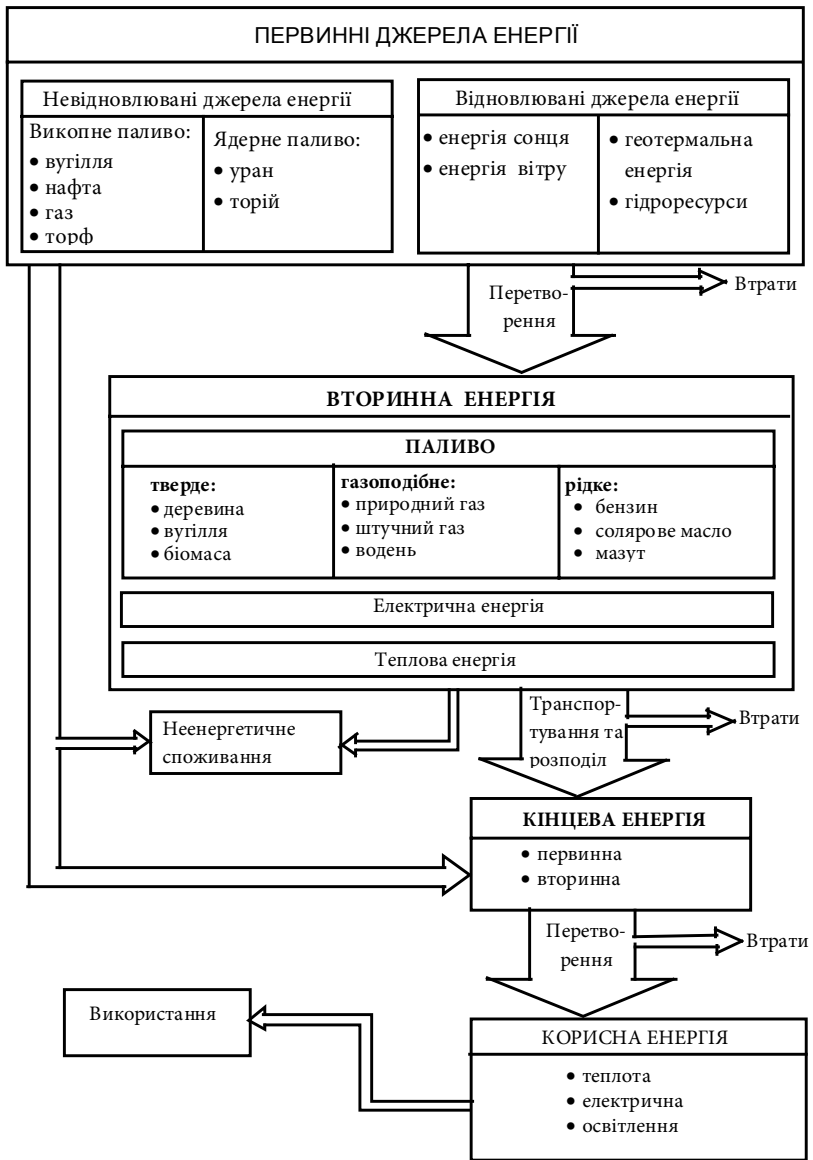 ПЕРВИННІ ДЖЕРЕЛА ЕНЕРГІЇ
Невідновлювані джерела енергії
Викопне паливо:
• вугілля
• нафта
• газ
• торф
Ядерне паливо:
• уран
• торій
Відновлювані джерела енергії
• енергія сонця
• енергія вітру
• геотермальна
енергія
• гідроресурси
Перетво-
рення
Втрати
ВТОРИННА ЕНЕРГІЯ
ПАЛИВО
тверде:
• деревина
• вугілля
• біомаса
газоподібне:
• природний газ
• штучний газ
• водень
рідке:
• бензин
• солярове масло
• мазут
Електрична енергія
Теплова енергія
Неенергетичне
споживання
Транспор-
тування та
розподіл
Втрати
КІНЦЕВА ЕНЕРГІЯ
• первинна
• вторинна
Перетво-
рення
Втрати
Використання
КОРИСНА ЕНЕРГІЯ
• теплота
• електрична
• освітлення